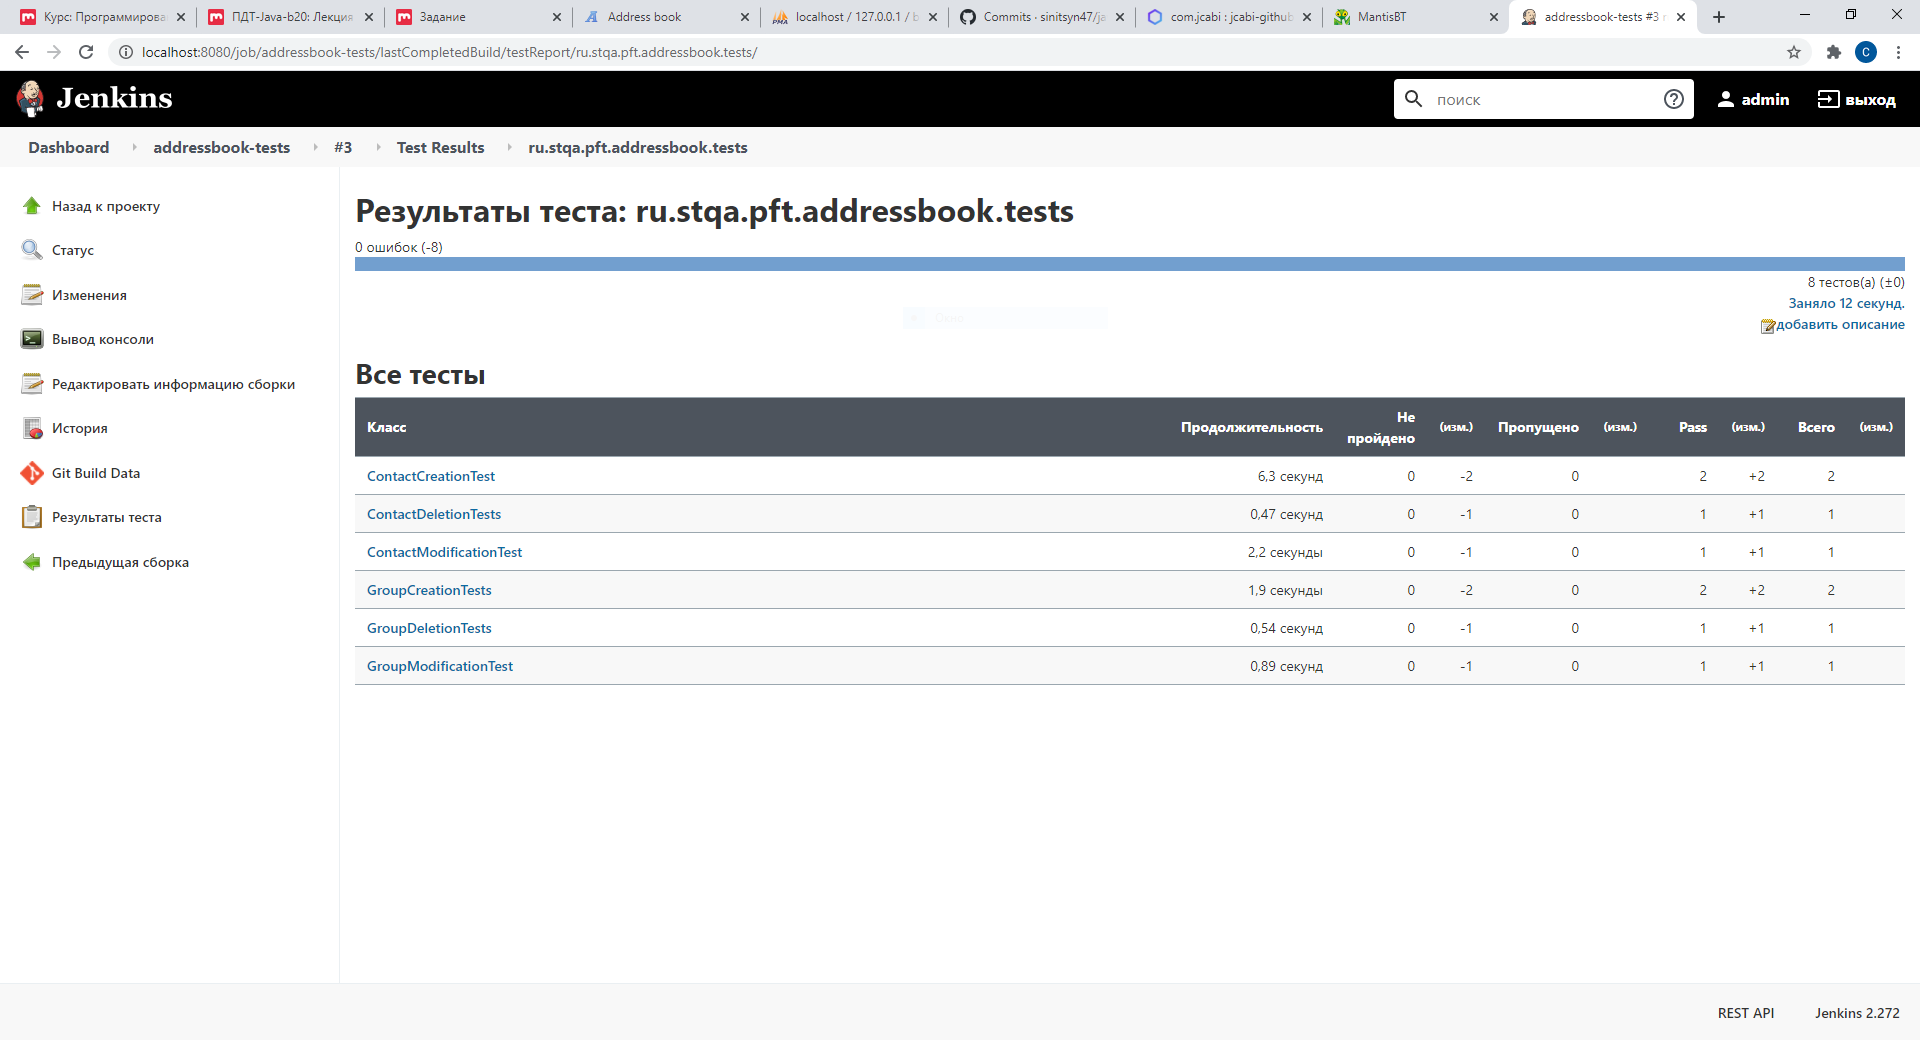 Курс: Программирова
ПДТ-Java-b20: Лекция
Задание
Address book
localhost / 127.0.0.1 / b
Commits · sinitsyn47/ja
com.jcabi : jcabi-github
MantisBT
addressbook-tests #3
localhost:8080/job/addressbook-tests/lastCompletedBuild/testReport/ru.stqa.pft.addressbook.tests/
C
Jenkins
поиск
admin
выход
Dashboard
addressbook-tests
#3
Test Results
ru.stqa.pft.addressbook.tests
Назад к проекту
Статус
Изменения
Вывод консоли
Редактировать информацию сборки
История
Git Build Data
Результаты теста
Предыдущая сборка
Результаты теста: ru.stqa.pft.addressbook.tests
0 ошибок (-8)
8 тестов(а) (±0)
Заняло 12 секунд.
добавить описание
Все тесты
Класс Продолжительность Не пройдено (изм.) Пропущено (изм.) Pass (изм.) Всего (изм.)
ContactCreationTest 6,3 секунд 0 -2 0 2 +2 2
ContactDeletionTests 0,47 секунд 0 -1 0 1 +1 1
ContactModificationTest 2,2 секунды 0 -1 0 1 +1 1
GroupCreationTests 1,9 секунды 0 -2 0 2 +2 2
GroupDeletionTests 0,54 секунд 0 -1 0 1 +1 1
GroupModificationTest 0,89 секунд 0 -1 0 1 +1 1
REST API
Jenkins 2.272